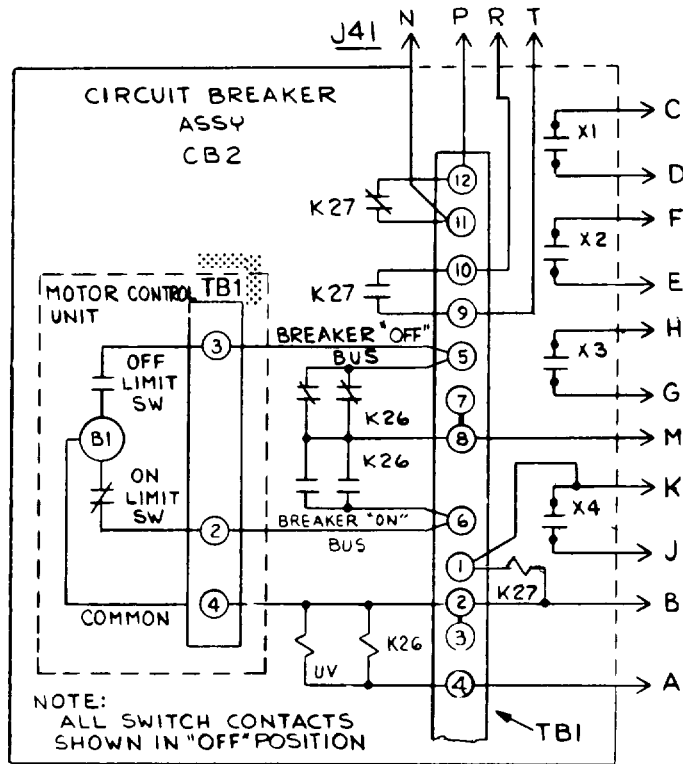 J41 N P R T
CIRCUIT BREAKER
ASSY
CB2
C
X1
D
F
X2
E
H
X3
G
M
K
X4
J
B
A
K27
12
11
K27
10
9
MOTOR CONTROL
UNIT
TB1
3
BREAKER "OFF"
BUS
5
OFF
LIMIT
SW
7
K26
8
B1
K26
ON
LIMIT
SW
2
BREAKER "ON"
BUS
6
1
K27
4
COMMON
2
3
UV
K26
4
TB1
NOTE:
ALL SWITCH CONTACTS
SHOWN IN "OFF" POSITION